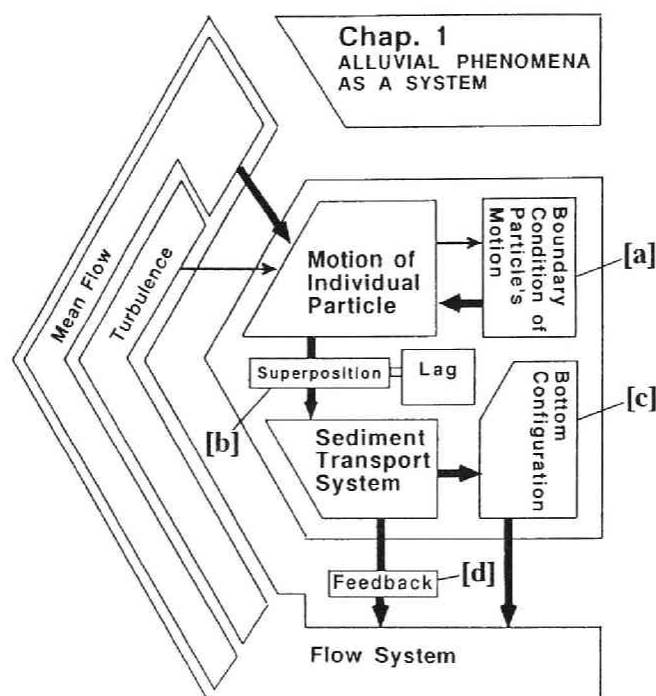 Chap. 1
ALLUVIAL PHENOMENA
AS A SYSTEM
Mean Flow
Turbulence
Motion of
Individual
Particle
Boundary
Condition of
Particle's
Motion
[a]
Superposition
Lag
[b]
Sediment
Transport
System
Bottom
Configuration
[c]
Feedback
[d]
Flow System